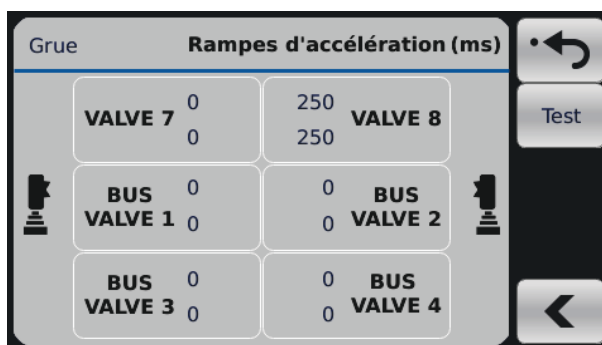 Grue Rampes d'accélération (ms)
VALVE 7 0 0
250 250 VALVE 8
Test
BUS VALVE 1 0 0
0 0 BUS VALVE 2
BUS VALVE 3 0 0
0 0 BUS VALVE 4